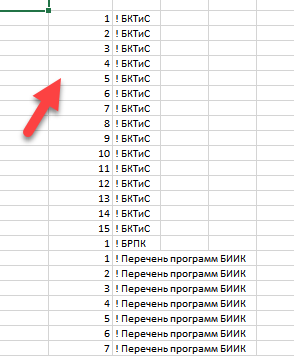 1 ! БКТиС
2 ! БКТиС
3 ! БКТиС
4 ! БКТиС
5 ! БКТиС
6 ! БКТиС
7 ! БКТиС
8 ! БКТиС
9 ! БКТиС
10 ! БКТиС
11 ! БКТиС
12 ! БКТиС
13 ! БКТиС
14 ! БКТиС
15 ! БКТиС
1 ! БРПК
1 ! Перечень программ БИИК
2 ! Перечень программ БИИК
3 ! Перечень программ БИИК
4 ! Перечень программ БИИК
5 ! Перечень программ БИИК
6 ! Перечень программ БИИК
7 ! Перечень программ БИИК